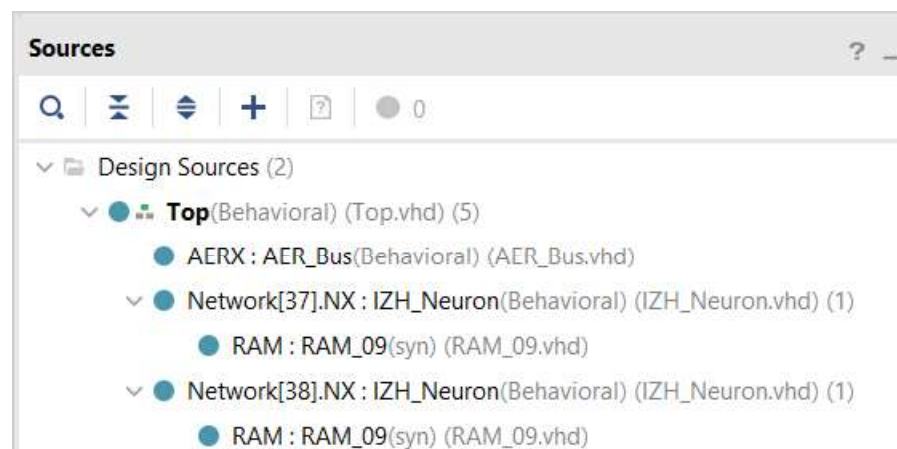 Sources
? _
? 0
Design Sources (2)
Top(Behavioral) (Top.vhd) (5)
AERX : AER_Bus(Behavioral) (AER_Bus.vhd)
Network[37].NX : IZH_Neuron(Behavioral) (IZH_Neuron.vhd) (1)
RAM : RAM_09(syn) (RAM_09.vhd)
Network[38].NX : IZH_Neuron(Behavioral) (IZH_Neuron.vhd) (1)
RAM : RAM_09(syn) (RAM_09.vhd)